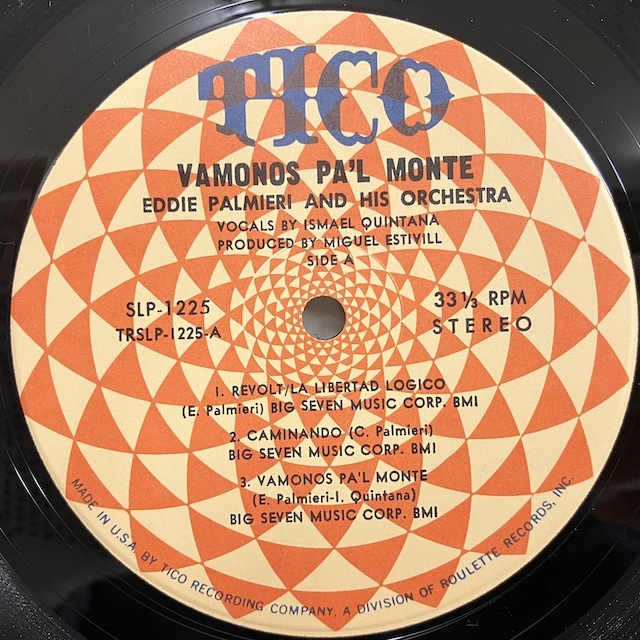 TICO
VAMONOS PA'L MONTE
EDDIE PALMIERI AND HIS ORCHESTRA
VOCALS BY ISMAEL QUINTANA
PRODUCED BY MIGUEL ESTIVILL
SIDE A
SLP-1225
TRSLP-1225-A
33 1/3 RPM
STEREO
1. REVOLT/LA LIBERTAD LOGICO
(E. Palmieri) BIG SEVEN MUSIC CORP. BMI
2. CAMINANDO (C. Palmieri)
BIG SEVEN MUSIC CORP. BMI
3. VAMONOS PA'L MONTE
(E. Palmieri-I. Quintana)
BIG SEVEN MUSIC CORP. BMI
MADE IN U.S.A. BY TICO RECORDING COMPANY, A DIVISION OF ROULETTE RECORDS, INC.